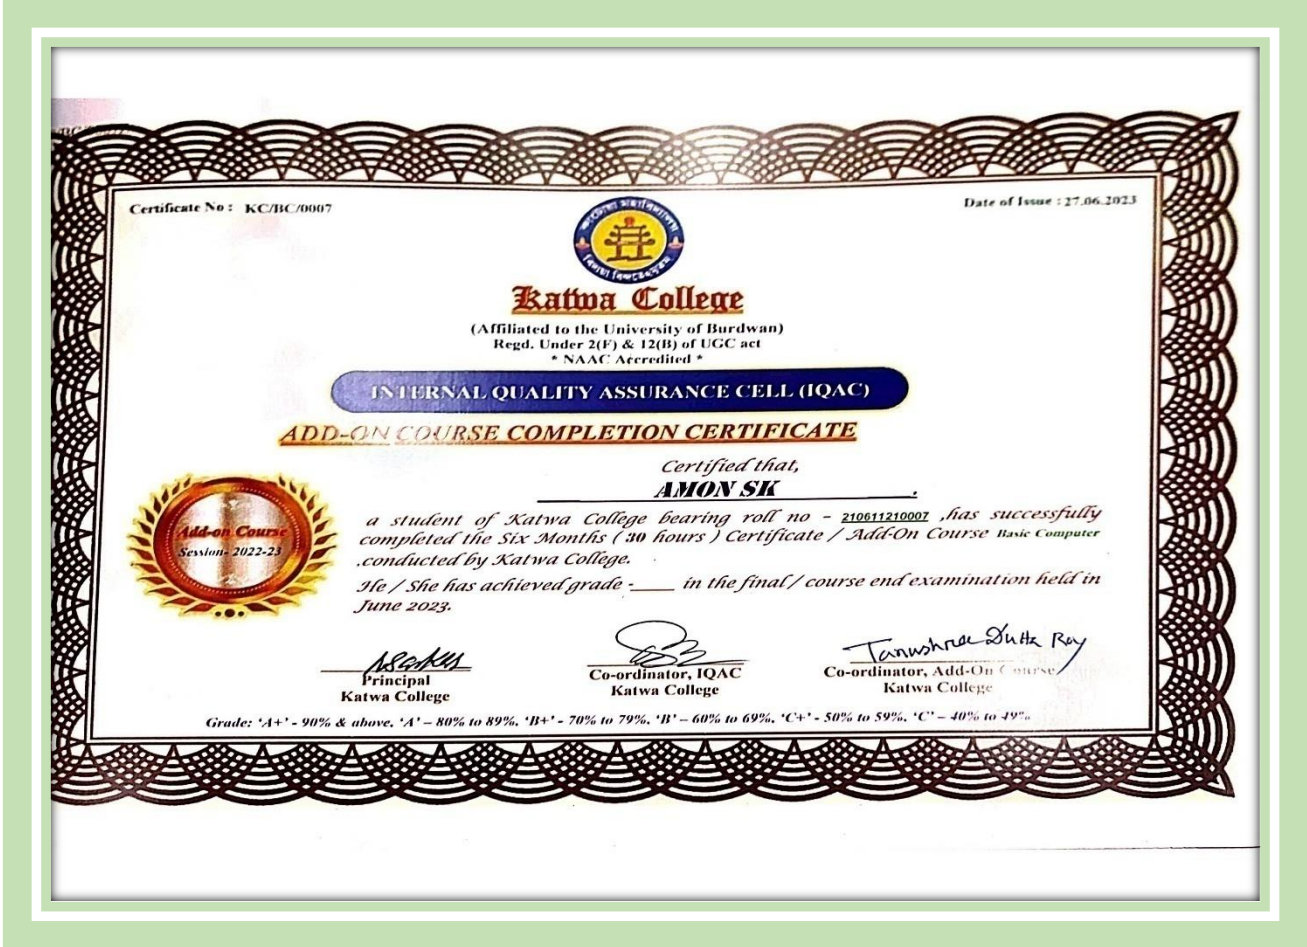 Certificate No : KC/BC/0007
Date of Issue : 27.06.2023
Katwa College
(Affiliated to the University of Burdwan)
Regd. Under 2(F) & 12(B) of UGC act
* NAAC Accredited *
INTERNAL QUALITY ASSURANCE CELL (IQAC)
ADD-ON COURSE COMPLETION CERTIFICATE
Certified that,
AMON SK .
a student of Katwa College bearing roll no - 210611210007 ,has successfully
completed the Six Months ( 30 hours ) Certificate / Add-On Course Basic Computer
.conducted by Katwa College.
He / She has achieved grade -____ in the final / course end examination held in
June 2023.
Add-on Course
Session- 2022-23
Principal
Katwa College
Co-ordinator, IQAC
Katwa College
Tanushree Dutta Roy
Co-ordinator, Add-On Course
Katwa College
Grade: 'A+' - 90% & above, 'A' – 80% to 89%, 'B+' - 70% to 79%, 'B' – 60% to 69%, 'C+' - 50% to 59%, 'C' – 40% to 49%